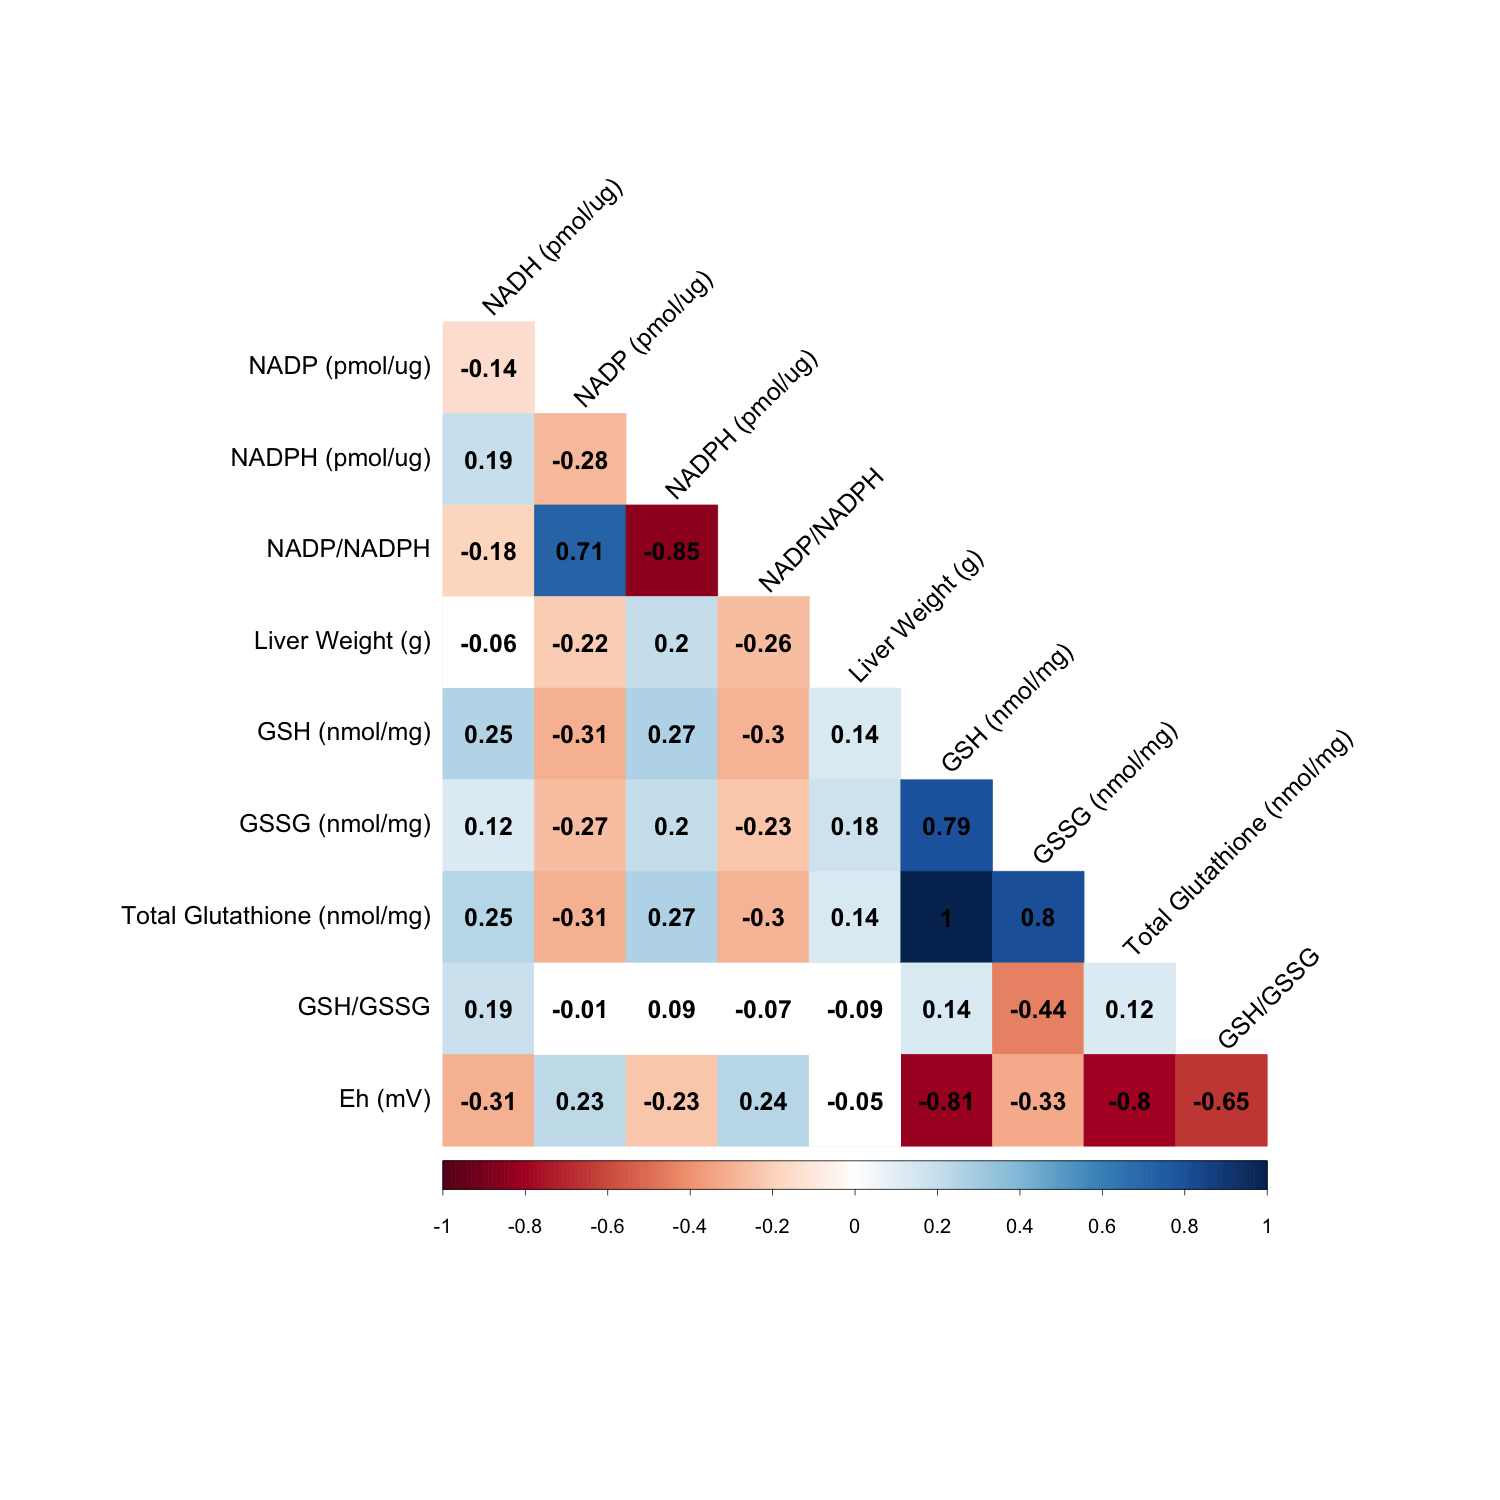 NADH (pmol/ug)
NADP (pmol/ug)
NADPH (pmol/ug)
NADP/NADPH
Liver Weight (g)
GSH (nmol/mg)
GSSG (nmol/mg)
Total Glutathione (nmol/mg)
GSH/GSSG
NADP (pmol/ug) -0.14
NADPH (pmol/ug) 0.19 -0.28
NADP/NADPH -0.18 0.71 -0.85
Liver Weight (g) -0.06 -0.22 0.2 -0.26
GSH (nmol/mg) 0.25 -0.31 0.27 -0.3 0.14
GSSG (nmol/mg) 0.12 -0.27 0.2 -0.23 0.18 0.79
Total Glutathione (nmol/mg) 0.25 -0.31 0.27 -0.3 0.14 1 0.8
GSH/GSSG 0.19 -0.01 0.09 -0.07 -0.09 0.14 -0.44 0.12
Eh (mV) -0.31 0.23 -0.23 0.24 -0.05 -0.81 -0.33 -0.8 -0.65
-1 -0.8 -0.6 -0.4 -0.2 0 0.2 0.4 0.6 0.8 1